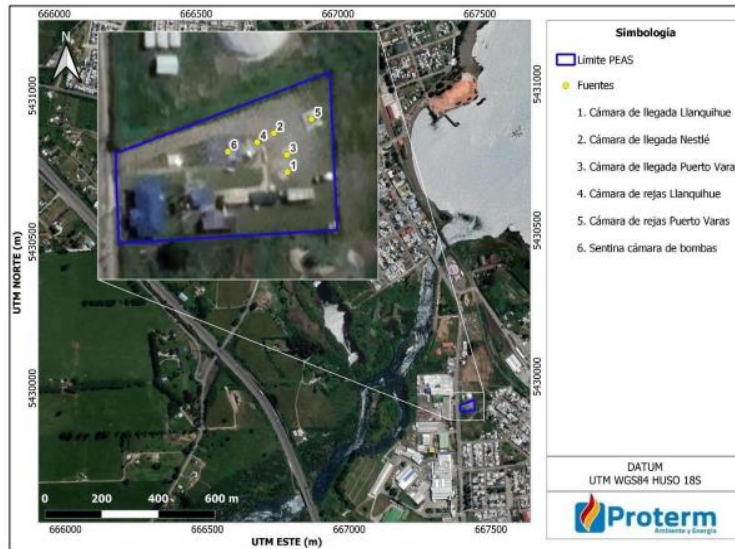 666000
666500
667000
667500
Simbología
Límite PEAS
Fuentes
1. Cámara de llegada Llanquihue
2. Cámara de llegada Nestlé
3. Cámara de llegada Puerto Varas
4. Cámara de rejas Llanquihue
5. Cámara de rejas Puerto Varas
6. Sentina cámara de bombas
N
5
2
4
6
3
1
UTM NORTE (m)
5431000
5430500
5430000
5431000
5430500
5430000
0 200 400 600 m
666000
666500
667000
667500
UTM ESTE (m)
DATUM
UTM WGS84 HUSO 18S
Proterm
Ambiente y Energía